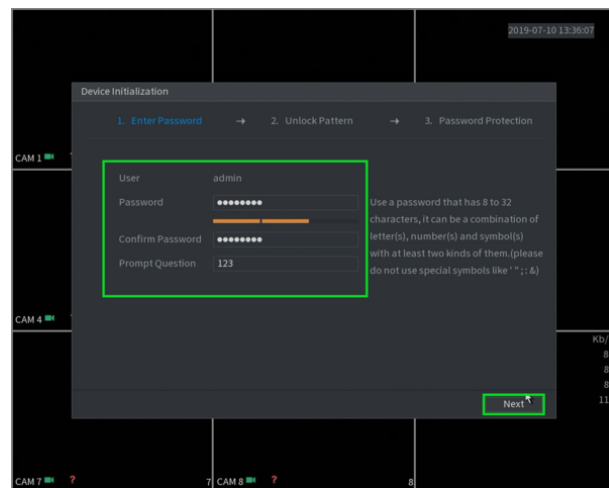 2019-07-10 13:36:07
Device Initialization
1. Enter Password → 2. Unlock Pattern → 3. Password Protection
CAM 1
User admin
Password ●●●●●●●●
Use a password that has 8 to 32
characters, it can be a combination of
letter(s), number(s) and symbol(s)
with at least two kinds of them.(please
do not use special symbols like ' " ; : &)
Confirm Password ●●●●●●●●
Prompt Question 123
CAM 4
Kb/
8
8
8
11
Next
CAM 7 ? 7
CAM 8 ? 8